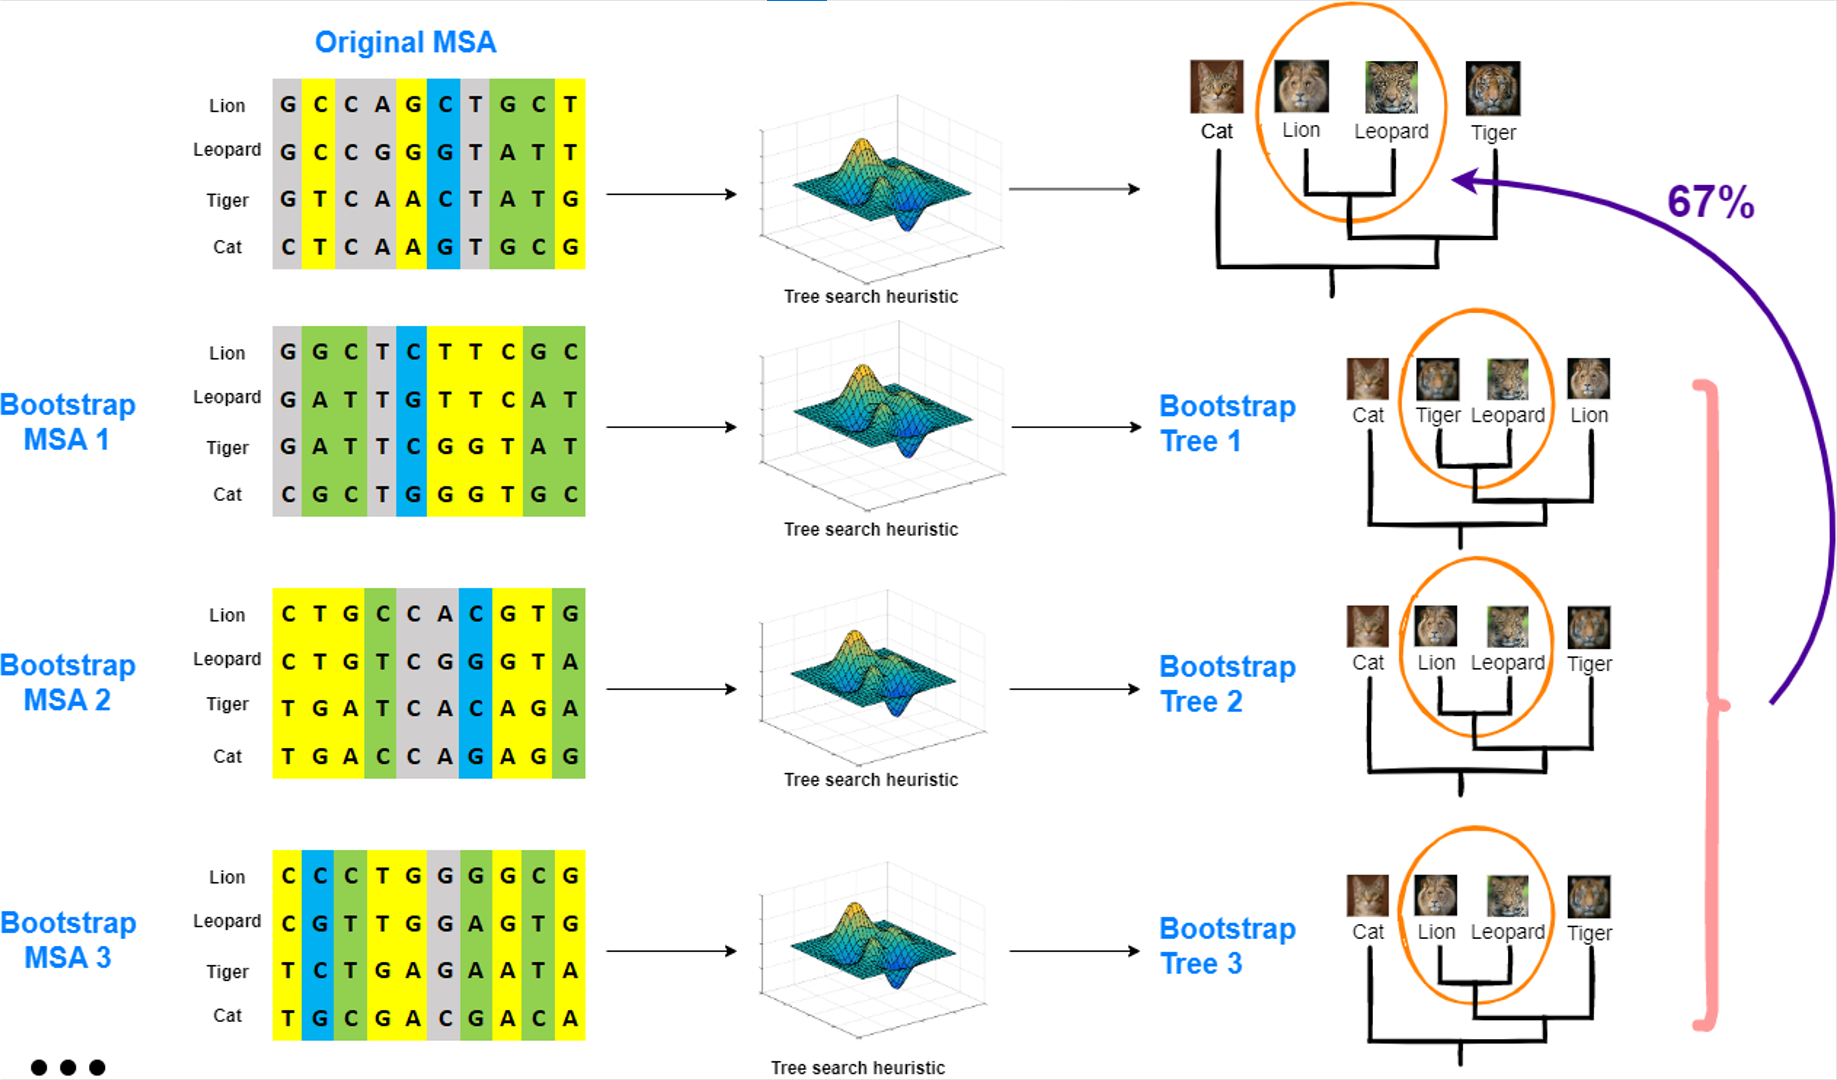 Original MSA
Lion G C C A G C T G C T
Leopard G C C G G G T A T T
Tiger G T C A A C T A T G
Cat C T C A A G T G C G
Tree search heuristic
Cat Lion Leopard Tiger
67%
Bootstrap
MSA 1
Lion G G C T C T T C G C
Leopard G A T T G T T C A T
Tiger G A T T C G G T A T
Cat C G C T G G G T G C
Tree search heuristic
Bootstrap
Tree 1
Cat Tiger Leopard Lion
Bootstrap
MSA 2
Lion C T G C C A C G T G
Leopard C T G T C G G G T A
Tiger T G A T C A C A G A
Cat T G A C C A G A G G
Tree search heuristic
Bootstrap
Tree 2
Cat Lion Leopard Tiger
Bootstrap
MSA 3
Lion C C C T G G G G C G
Leopard C G T T G G A G T G
Tiger T C T G A G A A T A
Cat T G C G A C G A C A
Tree search heuristic
Bootstrap
Tree 3
Cat Lion Leopard Tiger